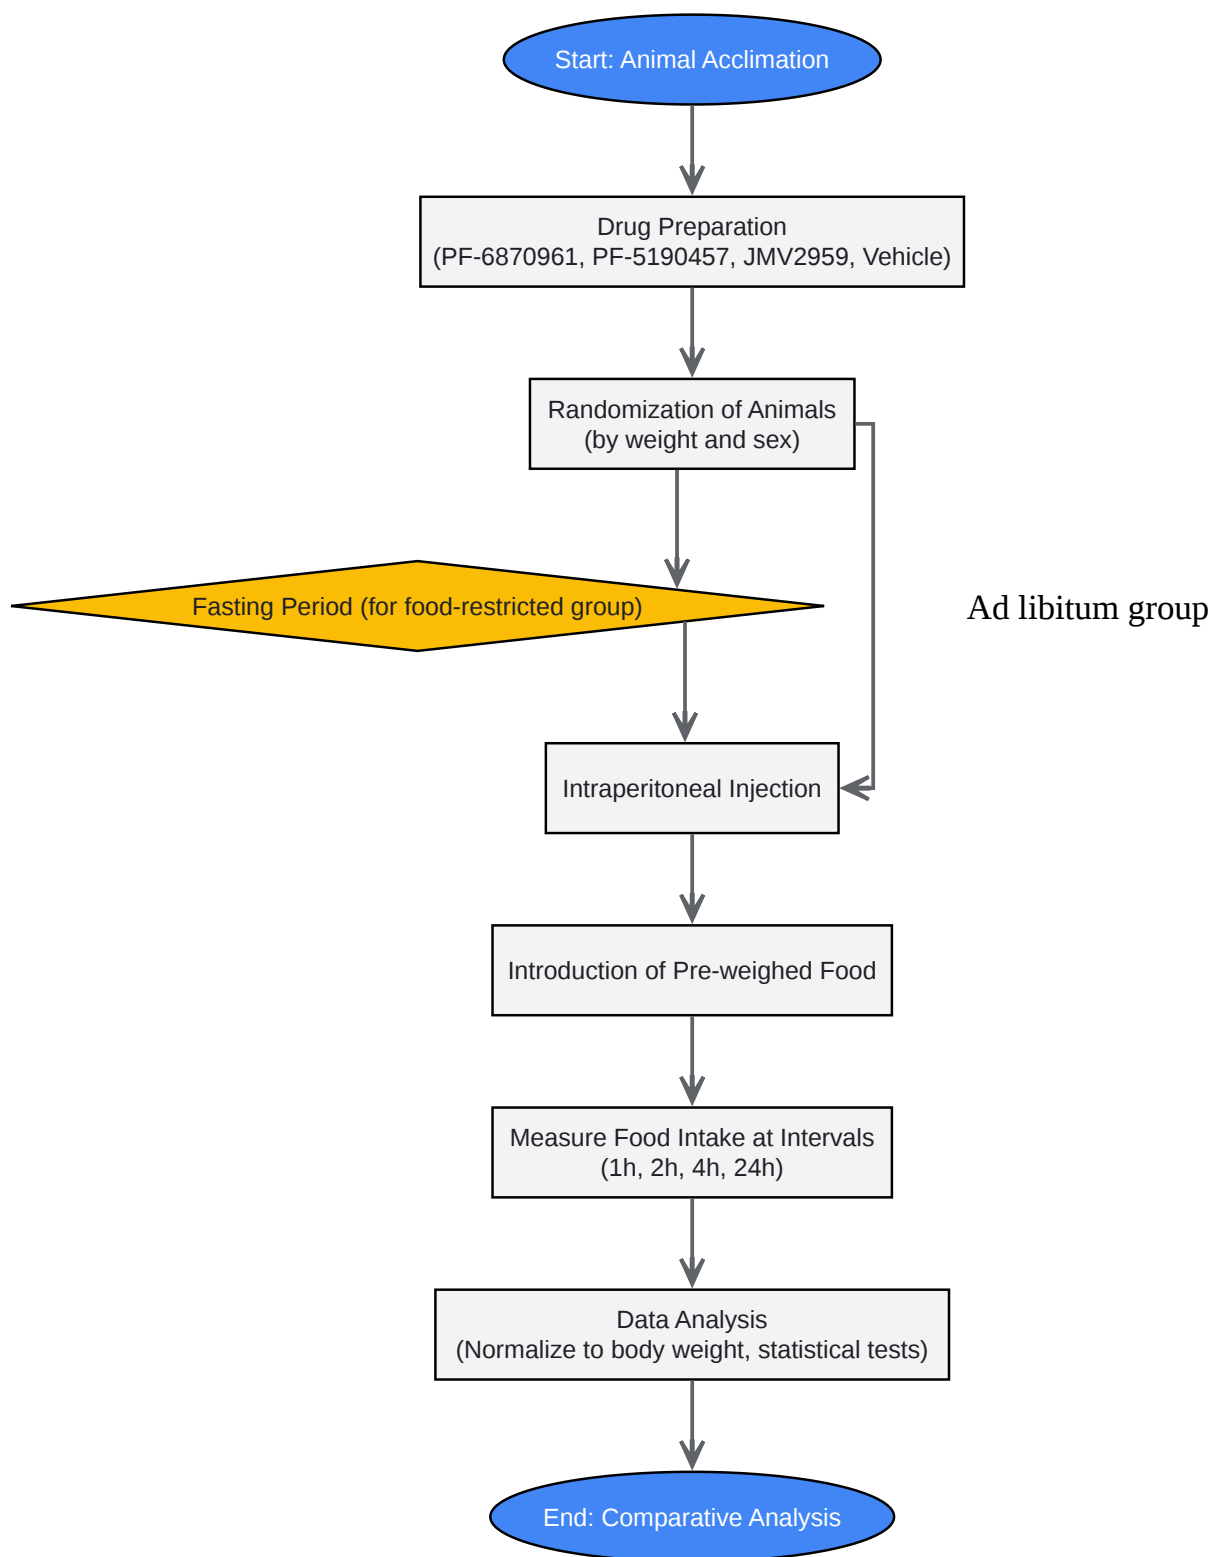 Start: Animal Acclimation
Drug Preparation
(PF-6870961, PF-5190457, JMV2959, Vehicle)
Randomization of Animals
(by weight and sex)
Fasting Period (for food-restricted group)
Ad libitum group
Intraperitoneal Injection
Introduction of Pre-weighed Food
Measure Food Intake at Intervals
(1h, 2h, 4h, 24h)
Data Analysis
(Normalize to body weight, statistical tests)
End: Comparative Analysis